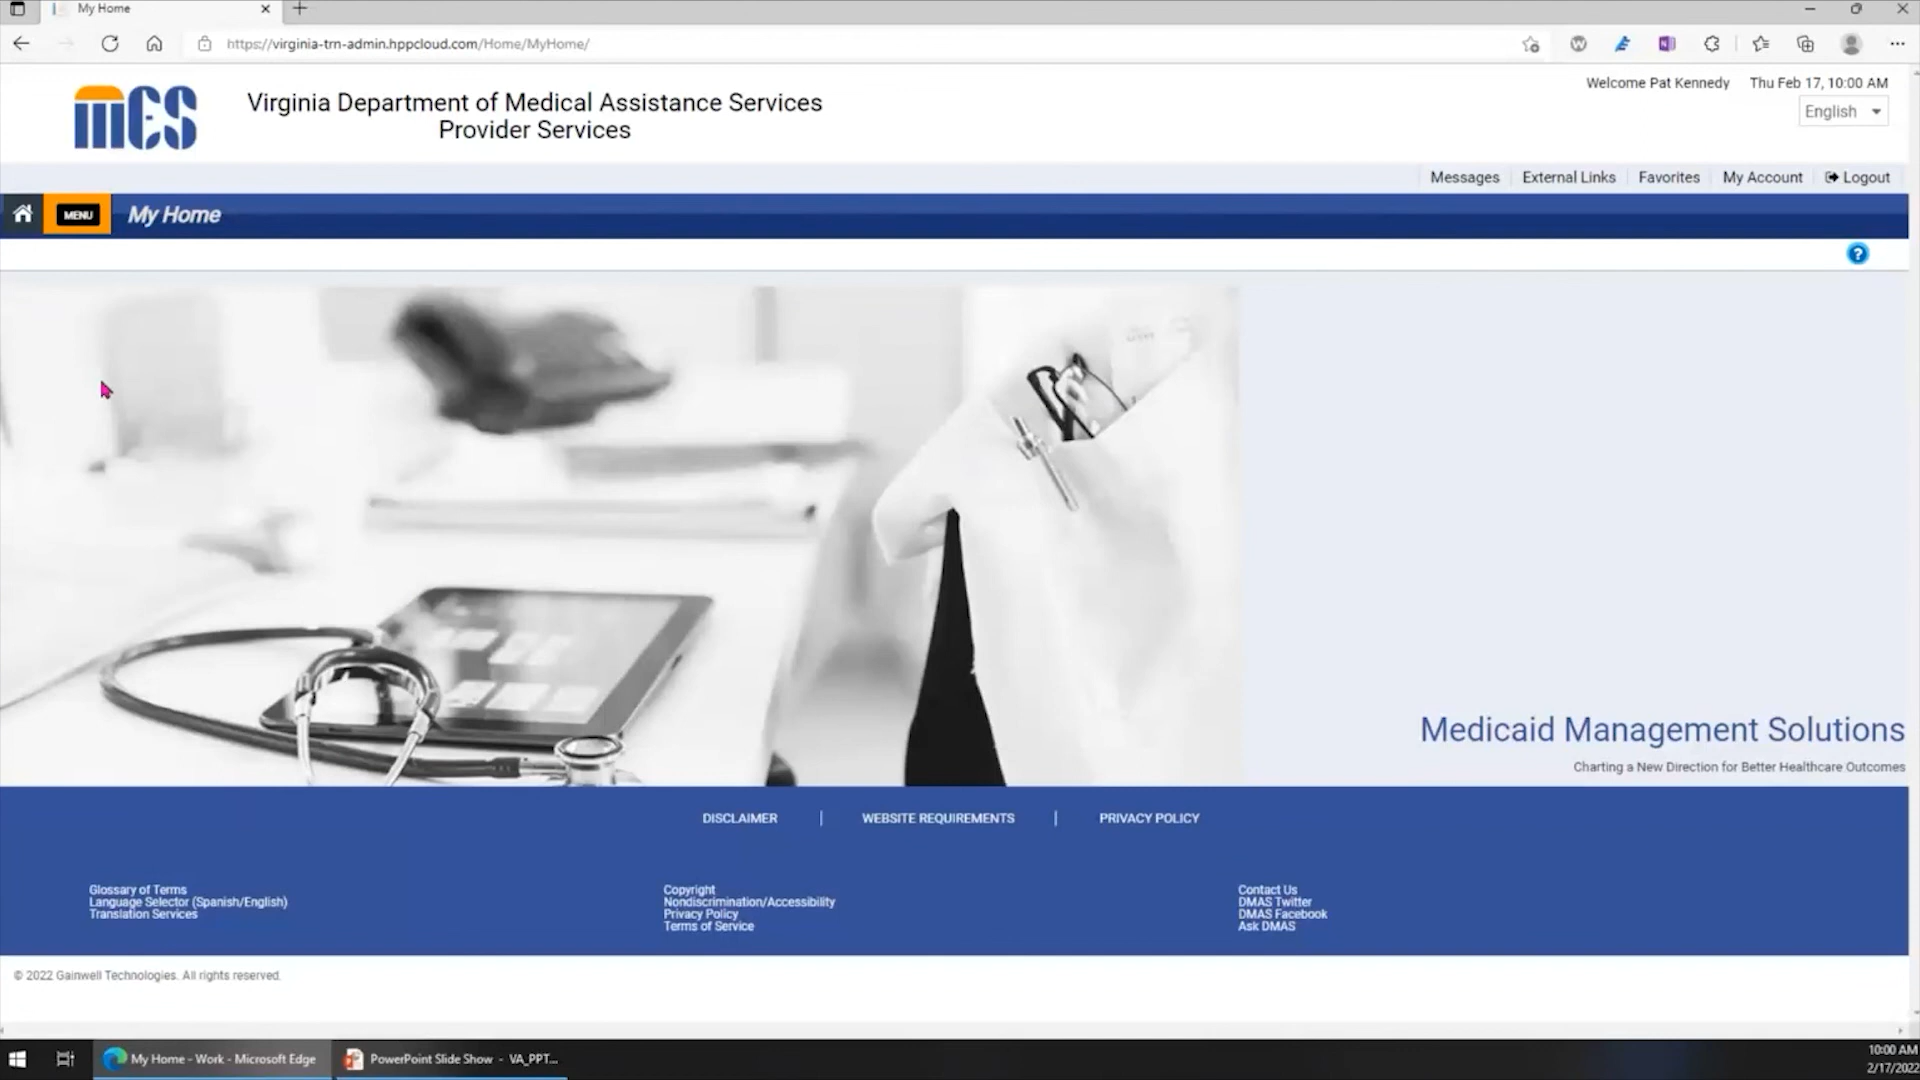 My Home
https://virginia-trn-admin.hppcloud.com/Home/MyHome/
mES
Virginia Department of Medical Assistance Services
Provider Services
Welcome Pat Kennedy Thu Feb 17, 10:00 AM
English
Messages External Links Favorites My Account Logout
MENU My Home
?
Medicaid Management Solutions
Charting a New Direction for Better Healthcare Outcomes
DISCLAIMER | WEBSITE REQUIREMENTS | PRIVACY POLICY
Glossary of Terms
Language Selector (Spanish/English)
Translation Services
Copyright
Nondiscrimination/Accessibility
Privacy Policy
Terms of Service
Contact Us
DMAS Twitter
DMAS Facebook
Ask DMAS
© 2022 Gainwell Technologies. All rights reserved.
My Home - Work - Microsoft Edge
PowerPoint Slide Show - VA_PPT...
10:00 AM
2/17/2022